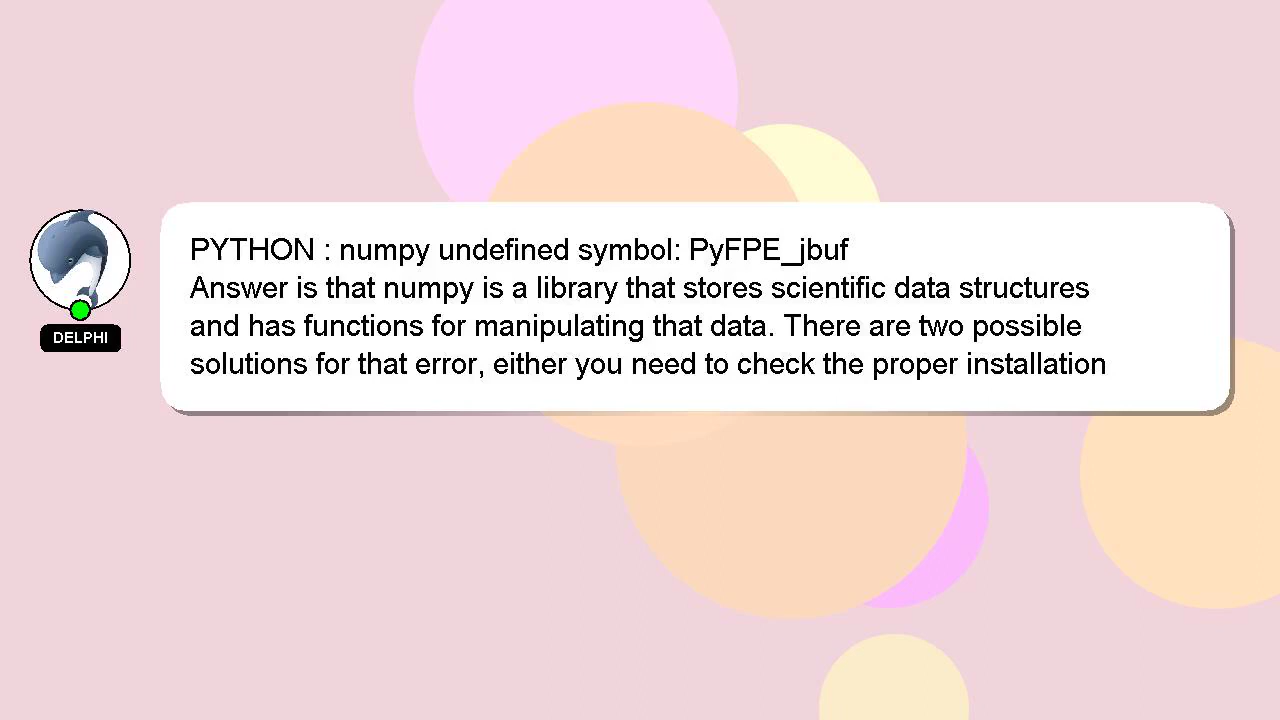 PYTHON : numpy undefined symbol: PyFPE_jbuf
Answer is that numpy is a library that stores scientific data structures
and has functions for manipulating that data. There are two possible
solutions for that error, either you need to check the proper installation
DELPHI